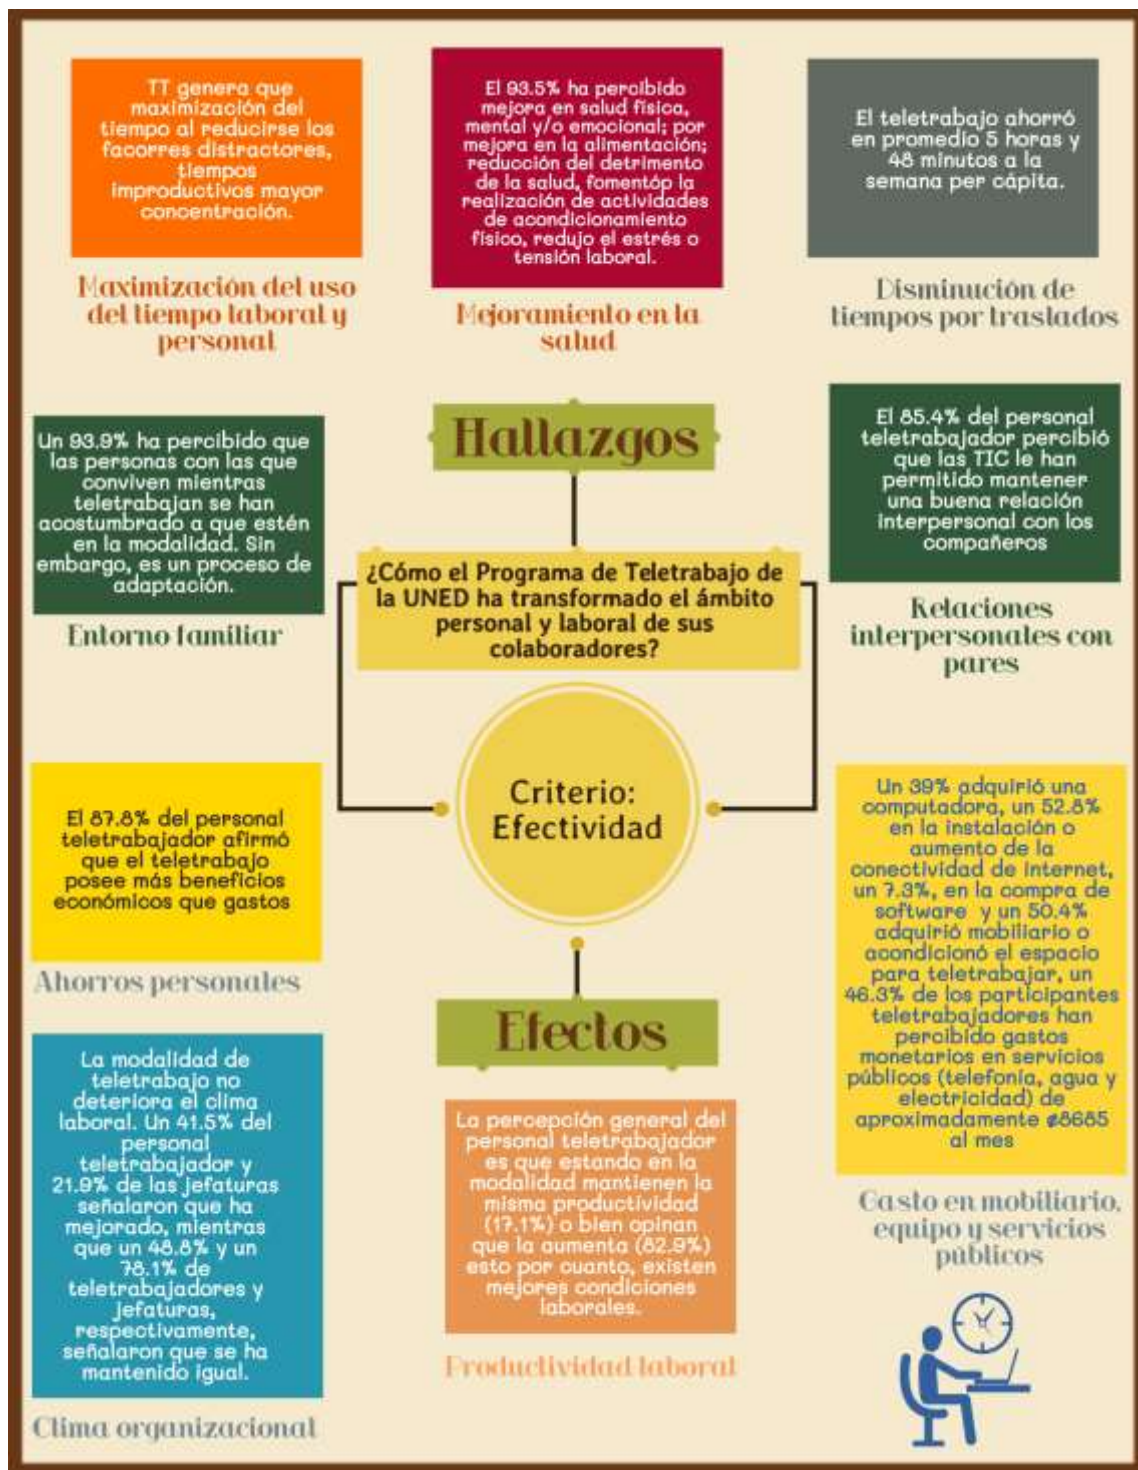 TT genera que
maximización del
tiempo al reducirse los
facorres distractores,
tiempos
improductivos mayor
concentración.
Maximización del uso
del tiempo laboral y
personal
El 93.5% ha percibido
mejora en salud física,
mental y/o emocional; por
mejora en la alimentación;
reducción del detrimento
de la salud, fomentóp la
realización de actividades
de acondicionamiento
físico, redujo el estrés o
tensión laboral.
Mejoramiento en la
salud
El teletrabajo ahorró
en promedio 5 horas y
48 minutos a la
semana per cápita.
Disminución de
tiempos por traslados
Hallazgos
Un 93.9% ha percibido que
las personas con las que
conviven mientras
teletrabajan se han
acostumbrado a que estén
en la modalidad. Sin
embargo, es un proceso de
adaptación.
Entorno familiar
¿Cómo el Programa de Teletrabajo de
la UNED ha transformado el ámbito
personal y laboral de sus
colaboradores?
El 85.4% del personal
teletrabajador percibió
que las TIC le han
permitido mantener
una buena relación
interpersonal con los
compañeros
Relaciones
interpersonales con
pares
Criterio:
Efectividad
El 87.8% del personal
teletrabajador afirmó
que el teletrabajo
posee más beneficios
económicos que gastos
Ahorros personales
Un 39% adquirió una
computadora, un 52.8%
en la instalación o
aumento de la
conectividad de internet,
un 7.3%, en la compra de
software y un 50.4%
adquirió mobiliario o
acondicionó el espacio
para teletrabajar, un
46.3% de los participantes
teletrabajadores han
percibido gastos
monetarios en servicios
públicos (telefonía, agua y
electricidad) de
aproximadamente ₡8685
al mes
Gasto en mobiliario,
equipo y servicios
públicos
Efectos
La modalidad de
teletrabajo no
deteriora el clima
laboral. Un 41.5% del
personal
teletrabajador y
21.9% de las jefaturas
señalaron que ha
mejorado, mientras
que un 48.8% y un
78.1% de
teletrabajadores y
jefaturas,
respectivamente,
señalaron que se ha
mantenido igual.
Clima organizacional
La percepción general del
personal teletrabajador
es que estando en la
modalidad mantienen la
misma productividad
(17.1%) o bien opinan
que la aumenta (82.9%)
esto por cuanto, existen
mejores condiciones
laborales.
Productividad laboral